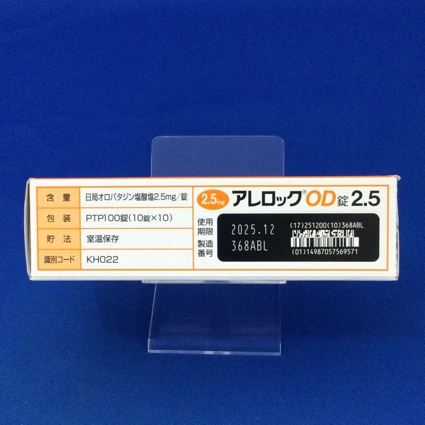 含量 日局オロパタジン塩酸塩2.5mg/錠
包装 PTP100錠(10錠×10)
貯法 室温保存
識別コード KH022
2.5mg アレロック®OD錠2.5
使用期限 2025.12
製造番号 368ABL
(17)251200(10)368ABL
(01)14987057569571